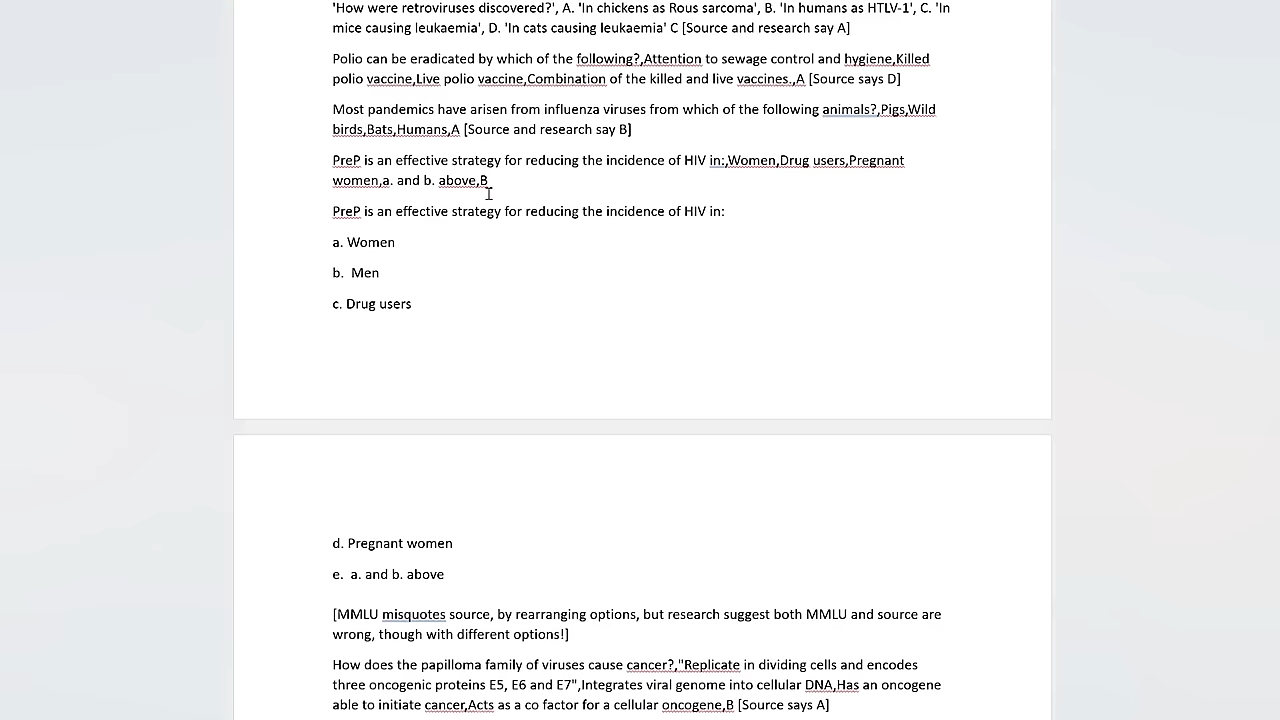 'How were retroviruses discovered?', A. 'In chickens as Rous sarcoma', B. 'In humans as HTLV-1', C. 'In
mice causing leukaemia', D. 'In cats causing leukaemia' C [Source and research say A]
Polio can be eradicated by which of the following?,Attention to sewage control and hygiene,Killed
polio vaccine,Live polio vaccine,Combination of the killed and live vaccines.,A [Source says D]
Most pandemics have arisen from influenza viruses from which of the following animals?,Pigs,Wild
birds,Bats,Humans,A [Source and research say B]
PreP is an effective strategy for reducing the incidence of HIV in:,Women,Drug users,Pregnant
women,a. and b. above,B
PreP is an effective strategy for reducing the incidence of HIV in:
a. Women
b.  Men
c. Drug users
d. Pregnant women
e.  a. and b. above
[MMLU misquotes source, by rearranging options, but research suggest both MMLU and source are
wrong, though with different options!]
How does the papilloma family of viruses cause cancer?,"Replicate in dividing cells and encodes
three oncogenic proteins E5, E6 and E7",Integrates viral genome into cellular DNA,Has an oncogene
able to initiate cancer,Acts as a co factor for a cellular oncogene,B [Source says A]